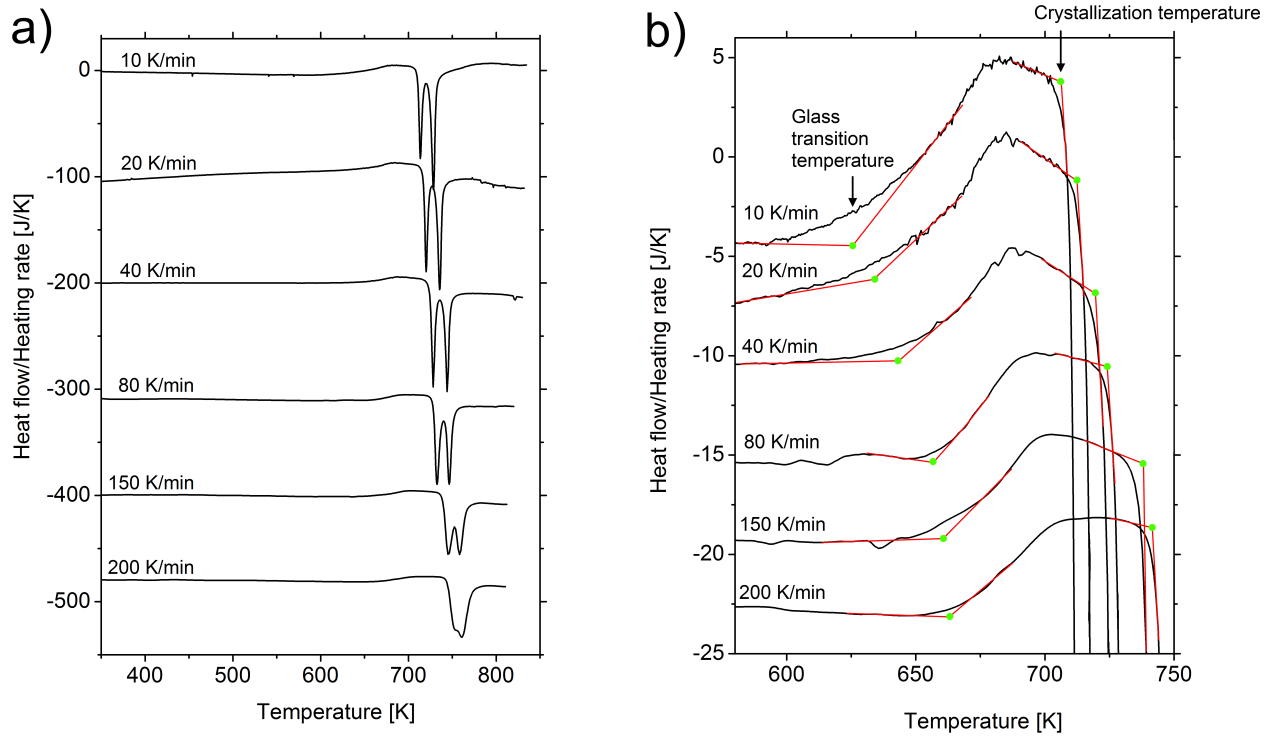 a)
10 K/min
20 K/min
40 K/min
80 K/min
150 K/min
200 K/min
0
-100
-200
-300
-400
-500
400
500
600
700
800
Heat flow/Heating rate [J/K]
Temperature [K]
b)
Crystallization temperature
Glass
transition
temperature
10 K/min
20 K/min
40 K/min
80 K/min
150 K/min
200 K/min
5
0
-5
-10
-15
-20
-25
600
650
700
750
Heat flow/Heating rate [J/K]
Temperature [K]